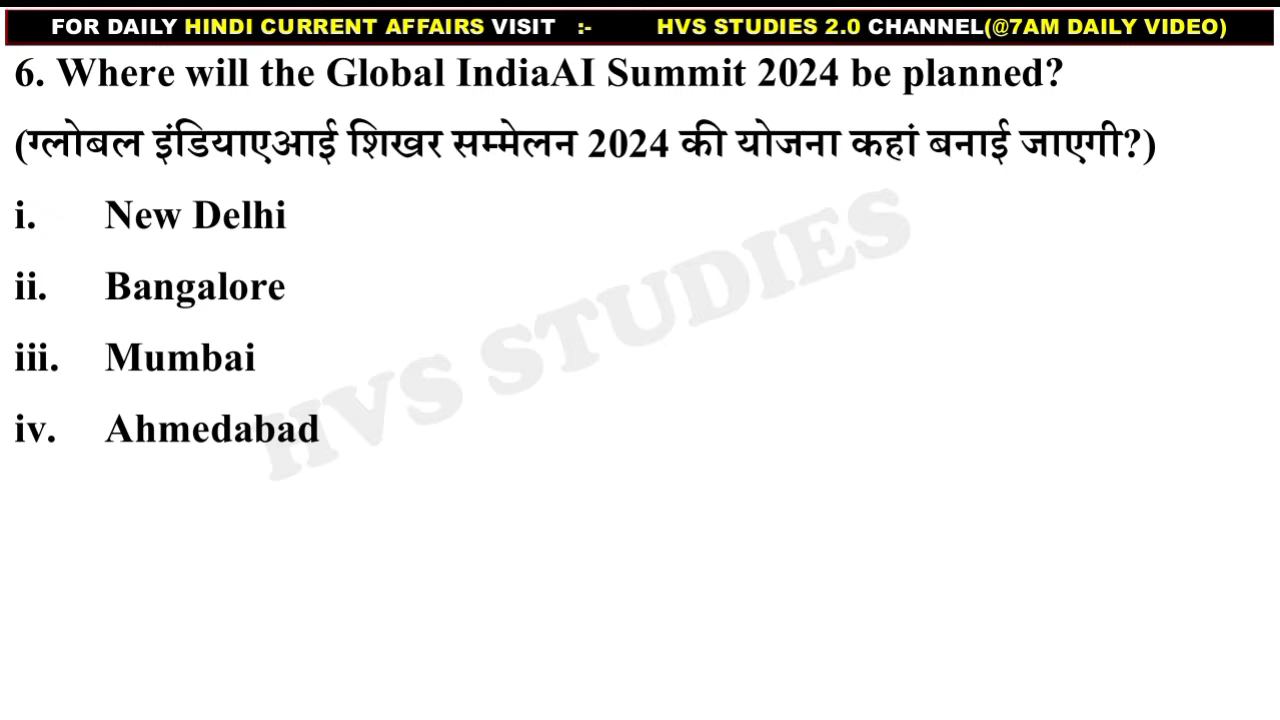 FOR DAILY HINDI CURRENT AFFAIRS VISIT :- HVS STUDIES 2.0 CHANNEL(@7AM DAILY VIDEO)
6. Where will the Global IndiaAI Summit 2024 be planned?
(ग्लोबल इंडियाएआई शिखर सम्मेलन 2024 की योजना कहां बनाई जाएगी?)
i. New Delhi
ii. Bangalore
iii. Mumbai
iv. Ahmedabad
HVS STUDIES